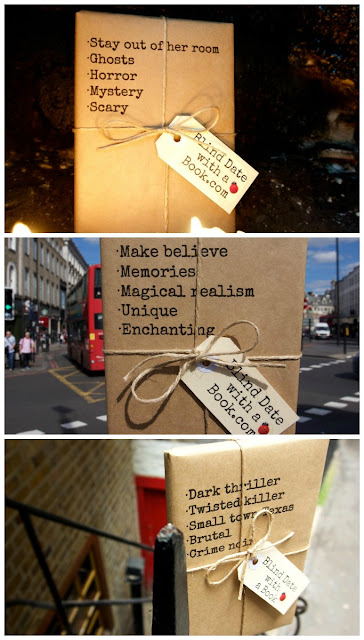 ·Stay out of her room
·Ghosts
·Horror
·Mystery
·Scary
Blind Date
with a
Book.com
·Make believe
·Memories
·Magical realism
·Unique
·Enchanting
Blind Date
with a
Book.com
·Dark thriller
·Twisted killer
·Small town Texas
·Brutal
·Crime noir
Blind Date
with
a Book